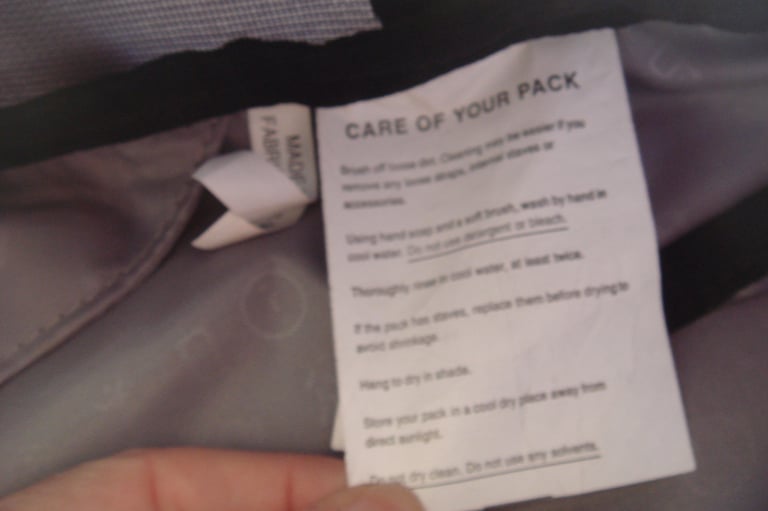 MADE
FABR
CARE OF YOUR PACK
Brush off loose dirt. Cleaning may be easier if you
remove any loose straps, internal staves or
accessories.
Using hand soap and a soft brush, wash by hand in
cool water. Do not use detergent or bleach.
Thoroughly rinse in cool water, at least twice.
If the pack has staves, replace them before drying to
avoid shrinkage.
Hang to dry in shade.
Store your pack in a cool dry place away from
direct sunlight.
Do not dry clean. Do not use any solvents.